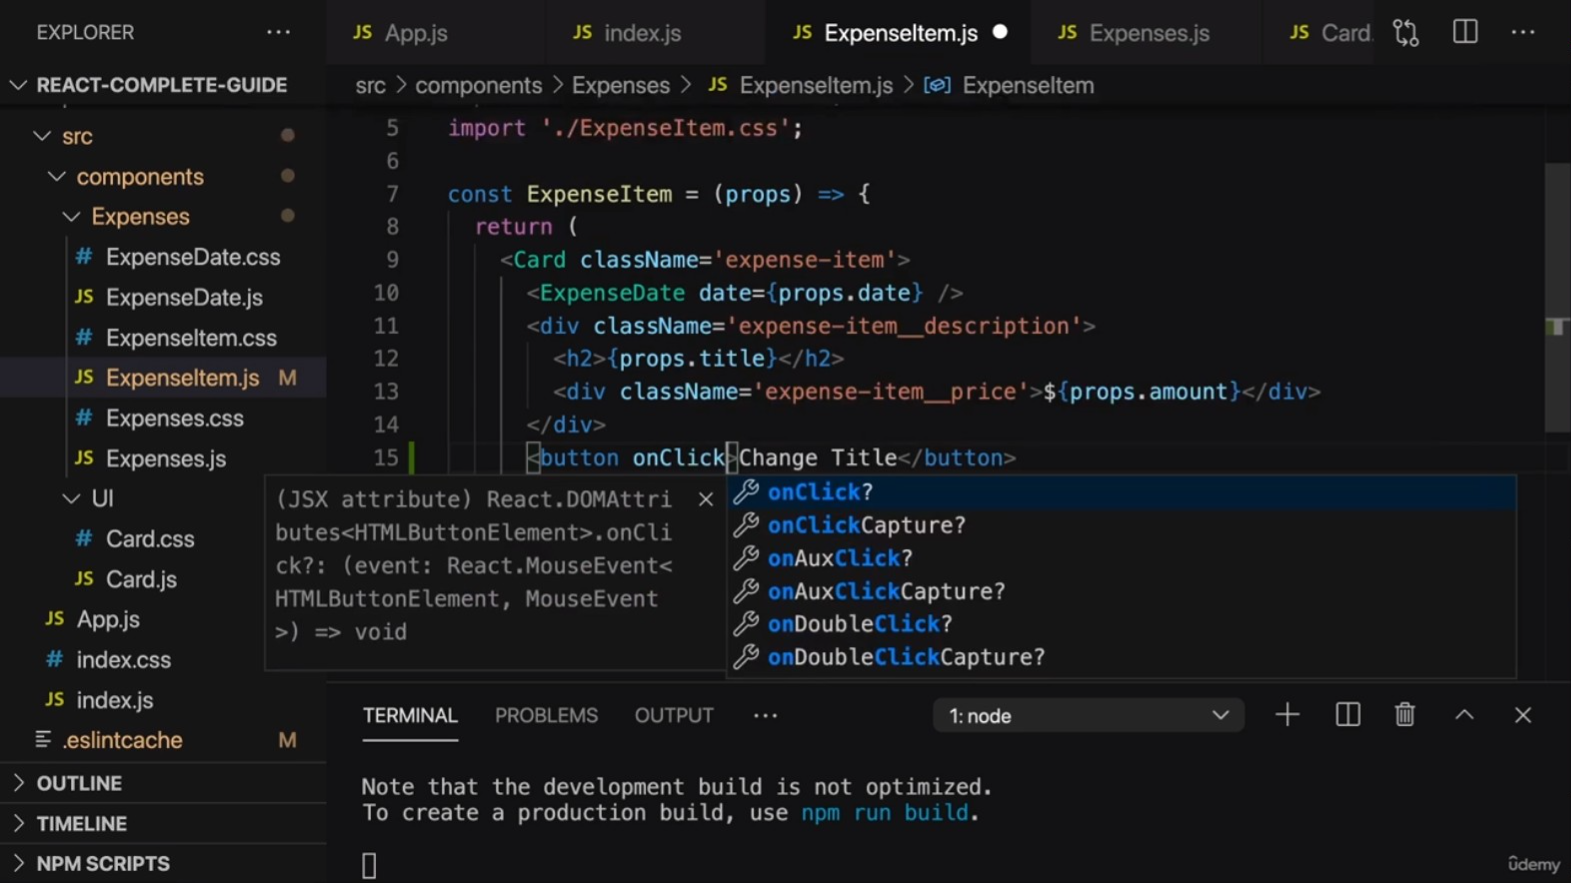 EXPLORER
REACT-COMPLETE-GUIDE
src
components
Expenses
# ExpenseDate.css
JS ExpenseDate.js
# ExpenseItem.css
JS ExpenseItem.js M
# Expenses.css
JS Expenses.js
UI
# Card.css
JS Card.js
JS App.js
# index.css
JS index.js
.eslintcache M
OUTLINE
TIMELINE
NPM SCRIPTS
JS App.js JS index.js JS ExpenseItem.js JS Expenses.js JS Card.
src > components > Expenses > JS ExpenseItem.js > ExpenseItem
5 import './ExpenseItem.css';
6
7 const ExpenseItem = (props) => {
8 return (
9 <Card className='expense-item'>
10 <ExpenseDate date={props.date} />
11 <div className='expense-item__description'>
12 <h2>{props.title}</h2>
13 <div className='expense-item__price'>${props.amount}</div>
14 </div>
15 <button onClick>Change Title</button>
(JSX attribute) React.DOMAttri
butes<HTMLButtonElement>.onCli
ck?: (event: React.MouseEvent<
HTMLButtonElement, MouseEvent
>) => void
onClick?
onClickCapture?
onAuxClick?
onAuxClickCapture?
onDoubleClick?
onDoubleClickCapture?
TERMINAL PROBLEMS OUTPUT ··· 1: node
Note that the development build is not optimized.
To create a production build, use npm run build.
ûdemy